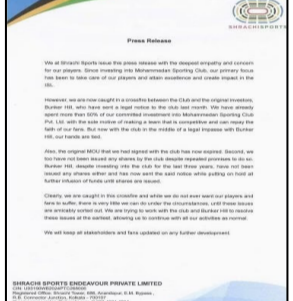 SHRACHI SPORTS
Press Release
We at Shrachi Sports issue this press release with the deepest empathy and concern
for our players. Since investing into Mohammedan Sporting Club, our primary focus
has been to take care of our players and attain excellence and create impact in the
ISL.
However, we are now caught in a crossfire between the Club and the original investors,
Bunker Hill, who have sent a legal notice to the club last month. We have already
spent more than 60% of our committed investment into Mohammedan Sporting Club
Pvt. Ltd. with the sole motive of making a team that is competitive and can repay the
faith of our fans. But now with the club in the middle of a legal impasse with Bunker
Hill, our hands are tied.
Also, the original MOU that we had signed with the club has now expired. Second, we
too have not been issued any shares by the club despite repeated promises to do so.
Bunker Hill, despite investing into the club for the last three years, have not been
issued any shares either and has now sent the said notice while putting on hold any
further infusion of funds until shares are issued.
Clearly, we are caught in this crossfire and while we do not ever want our players and
fans to suffer, there is very little we can do under the circumstances, until these issues
are amicably sorted out. We are trying to work with the club and Bunker Hill to resolve
these issues at the earliest, allowing us to continue with all our activities as normal.
We will keep all stakeholders and fans updated on any further development.
SHRACHI SPORTS ENDEAVOUR PRIVATE LIMITED